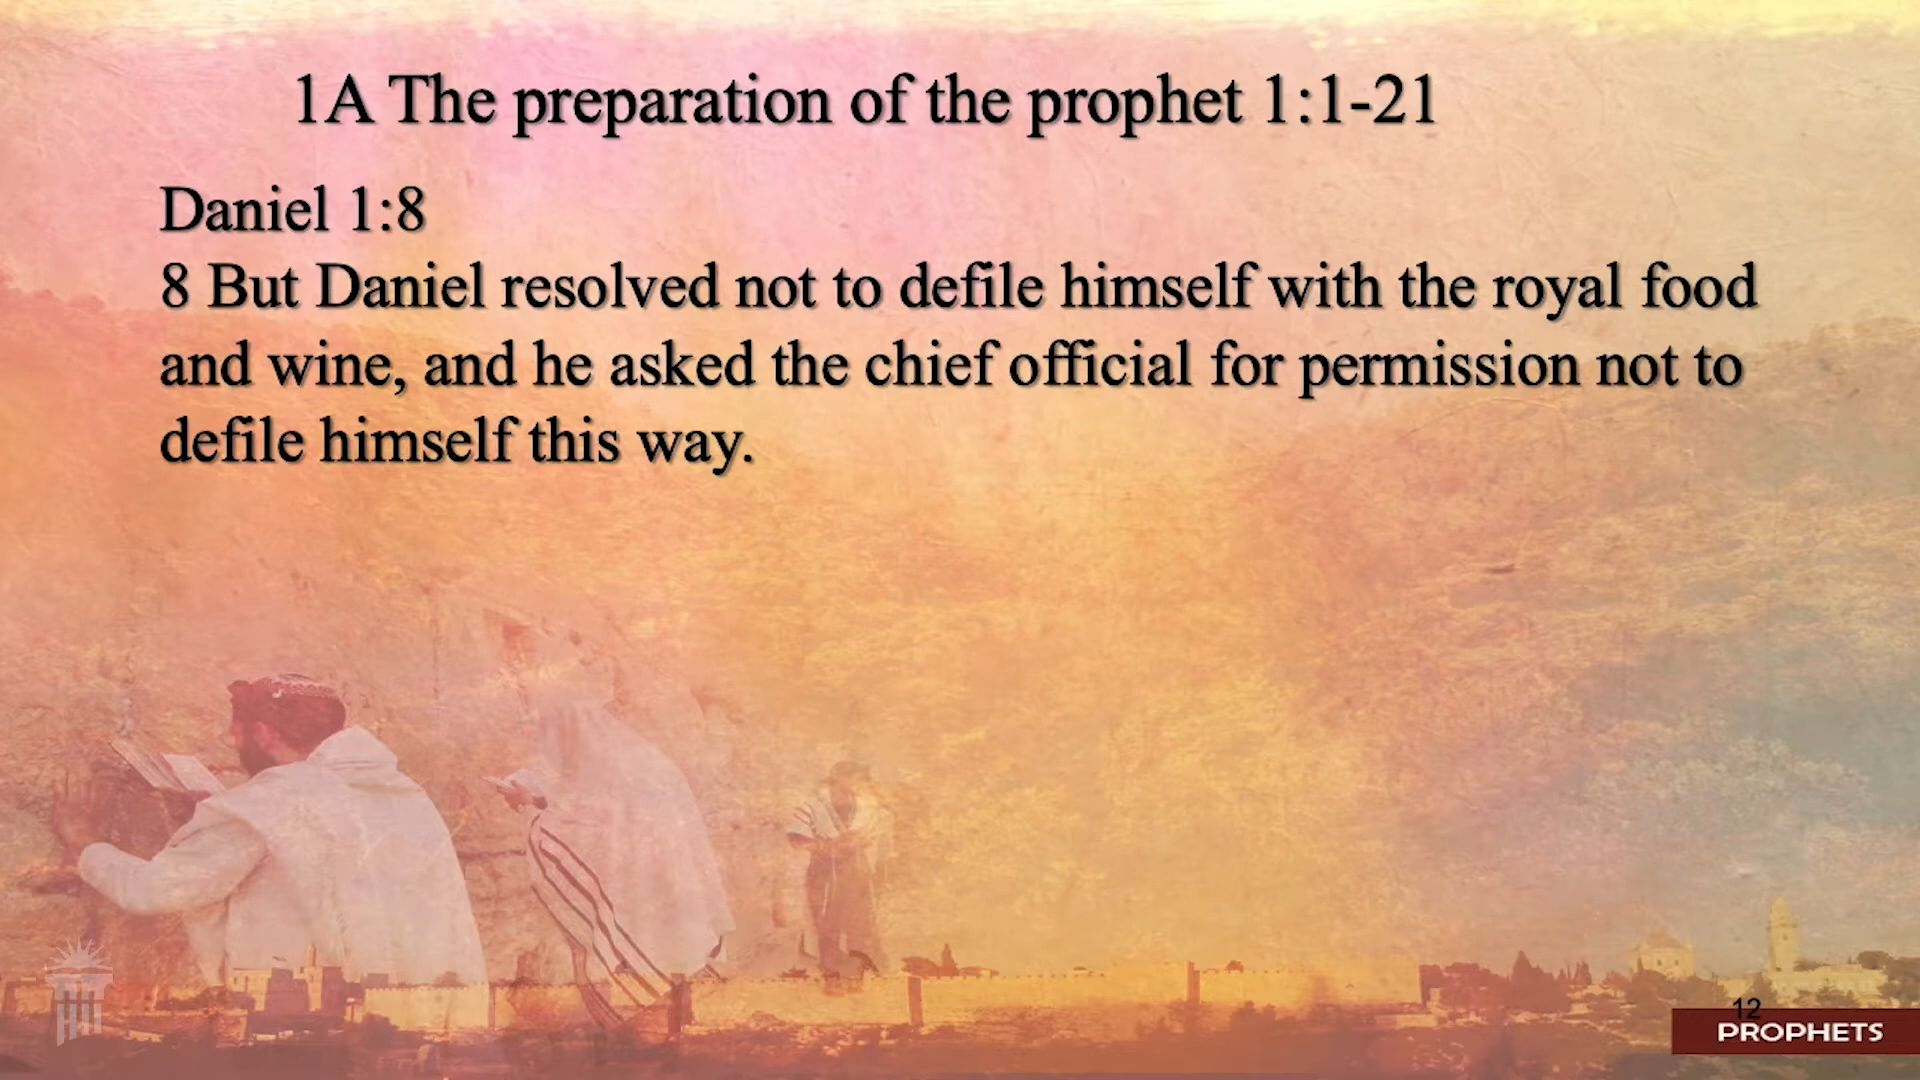 1A The preparation of the prophet 1:1-21
Daniel 1:8
8 But Daniel resolved not to defile himself with the royal food
and wine, and he asked the chief official for permission not to
defile himself this way.
12
PROPHETS